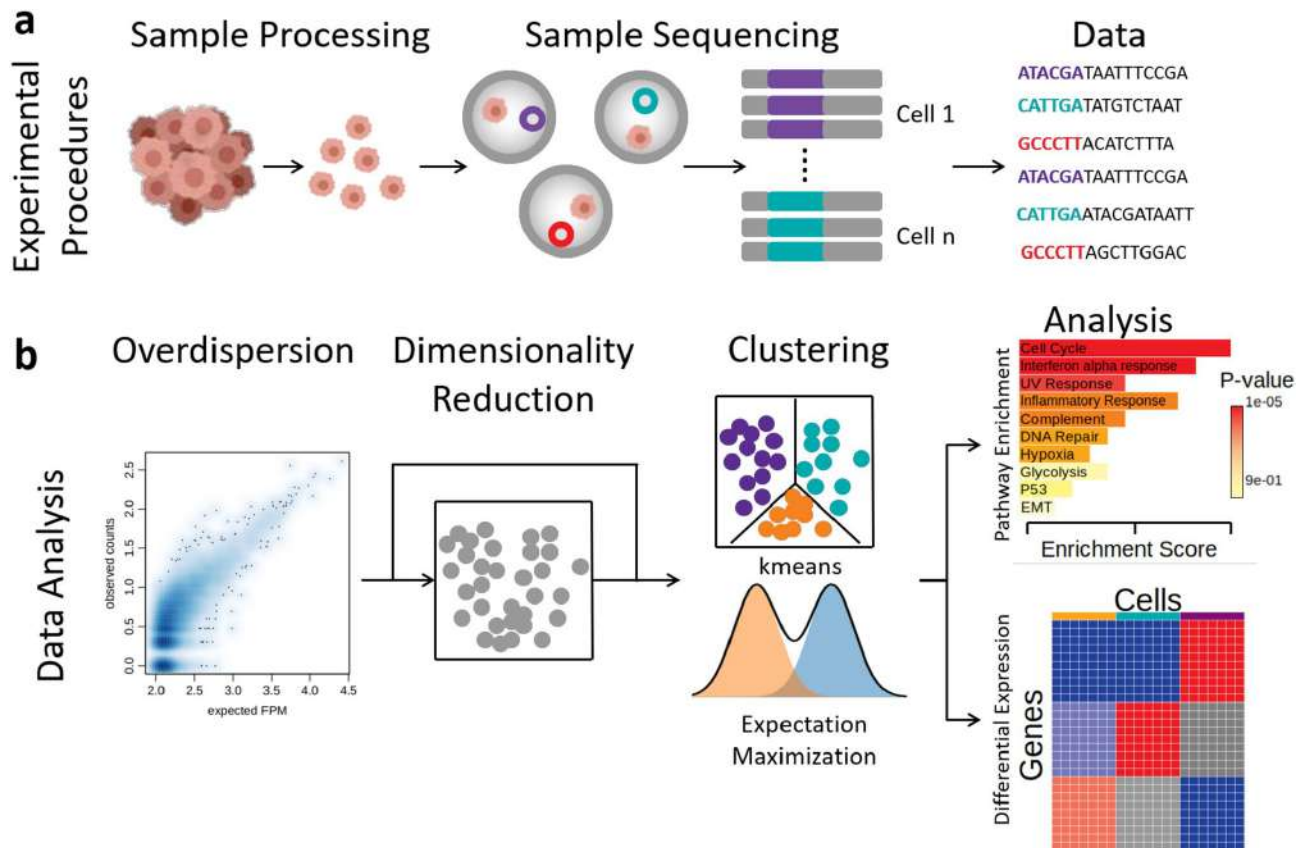 a
Experimental
Procedures
Sample Processing
Sample Sequencing
Data
Cell 1
Cell n
ATACGATAATTTCCGA
CATTGATATGTCTAAT
GCCCTTACATCTTTA
ATACGATAATTTCCGA
CATTGAATACGATAATT
GCCCTTAGCTTGGAC
b
Data Analysis
Overdispersion
observed counts
2.5
2.0
1.5
1.0
0.5
0.0
2.0 2.5 3.0 3.5 4.0 4.5
expected FPM
Dimensionality
Reduction
Clustering
kmeans
Expectation
Maximization
Analysis
Pathway Enrichment
Cell Cycle
Interferon alpha response
UV Response
Inflammatory Response
Complement
DNA Repair
Hypoxia
Glycolysis
P53
EMT
P-value
1e-05
9e-01
Enrichment Score
Cells
Differential Expression
Genes